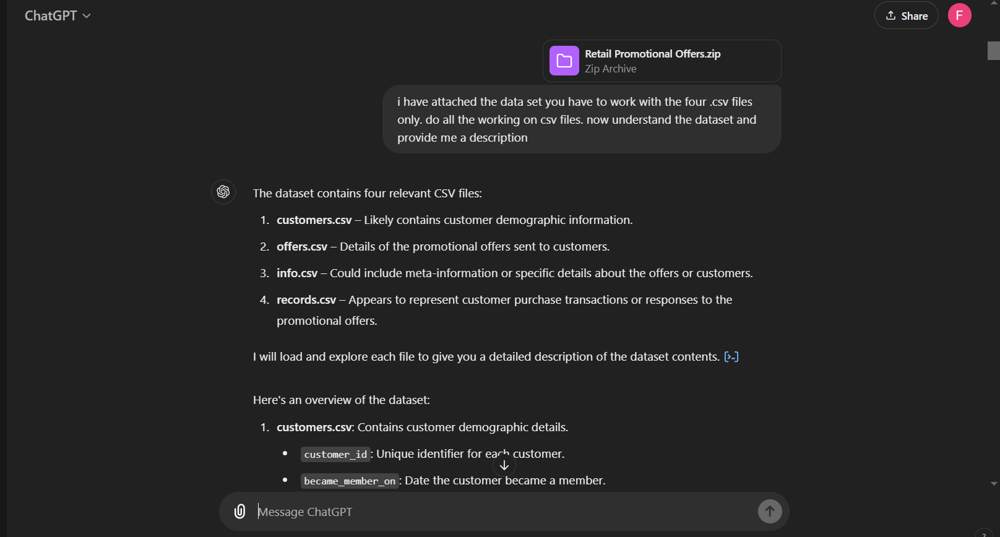 ChatGPT
Share
F
Retail Promotional Offers.zip
Zip Archive
i have attached the data set you have to work with the four .csv files
only. do all the working on csv files. now understand the dataset and
provide me a description
The dataset contains four relevant CSV files:
1. customers.csv – Likely contains customer demographic information.
2. offers.csv – Details of the promotional offers sent to customers.
3. info.csv – Could include meta-information or specific details about the offers or customers.
4. records.csv – Appears to represent customer purchase transactions or responses to the
promotional offers.
I will load and explore each file to give you a detailed description of the dataset contents. [>-]
Here's an overview of the dataset:
1. customers.csv: Contains customer demographic details.
• customer_id: Unique identifier for each customer.
• became_member_on: Date the customer became a member.
Message ChatGPT
?